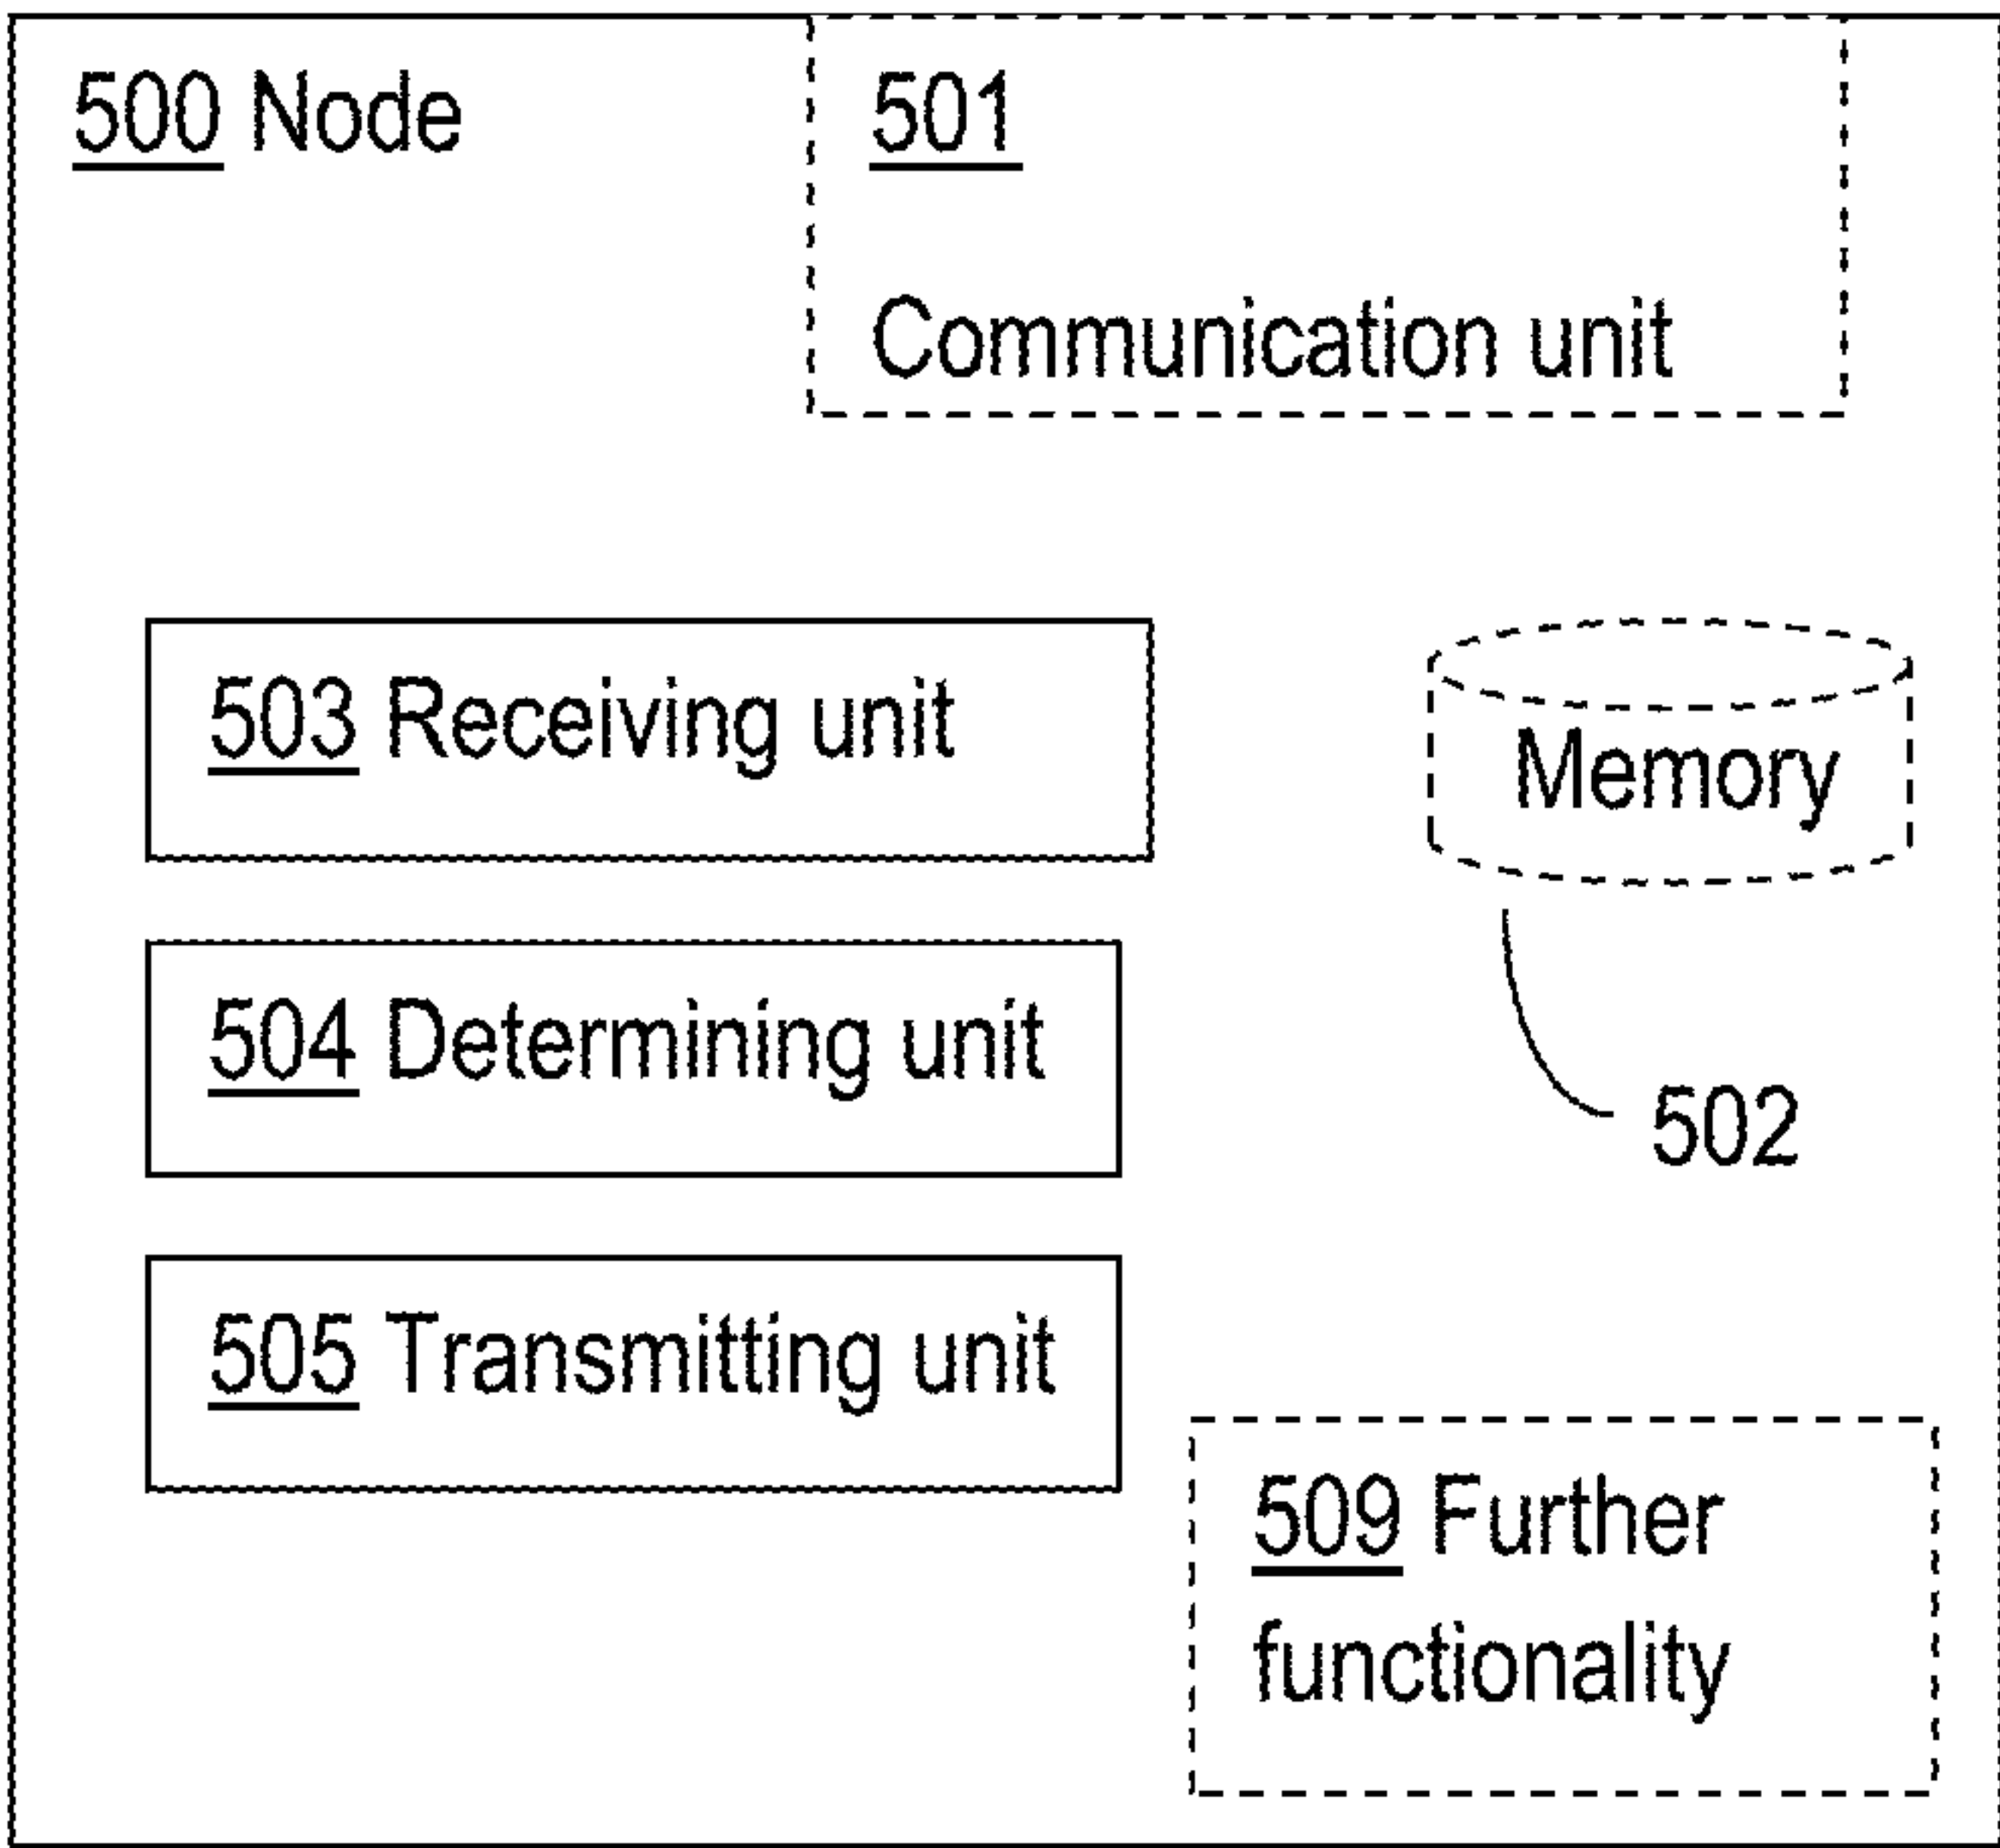 500 Node
501
Communication unit
503 Receiving unit
Memory
504 Determining unit
502
505 Transmitting unit
509 Further
functionality